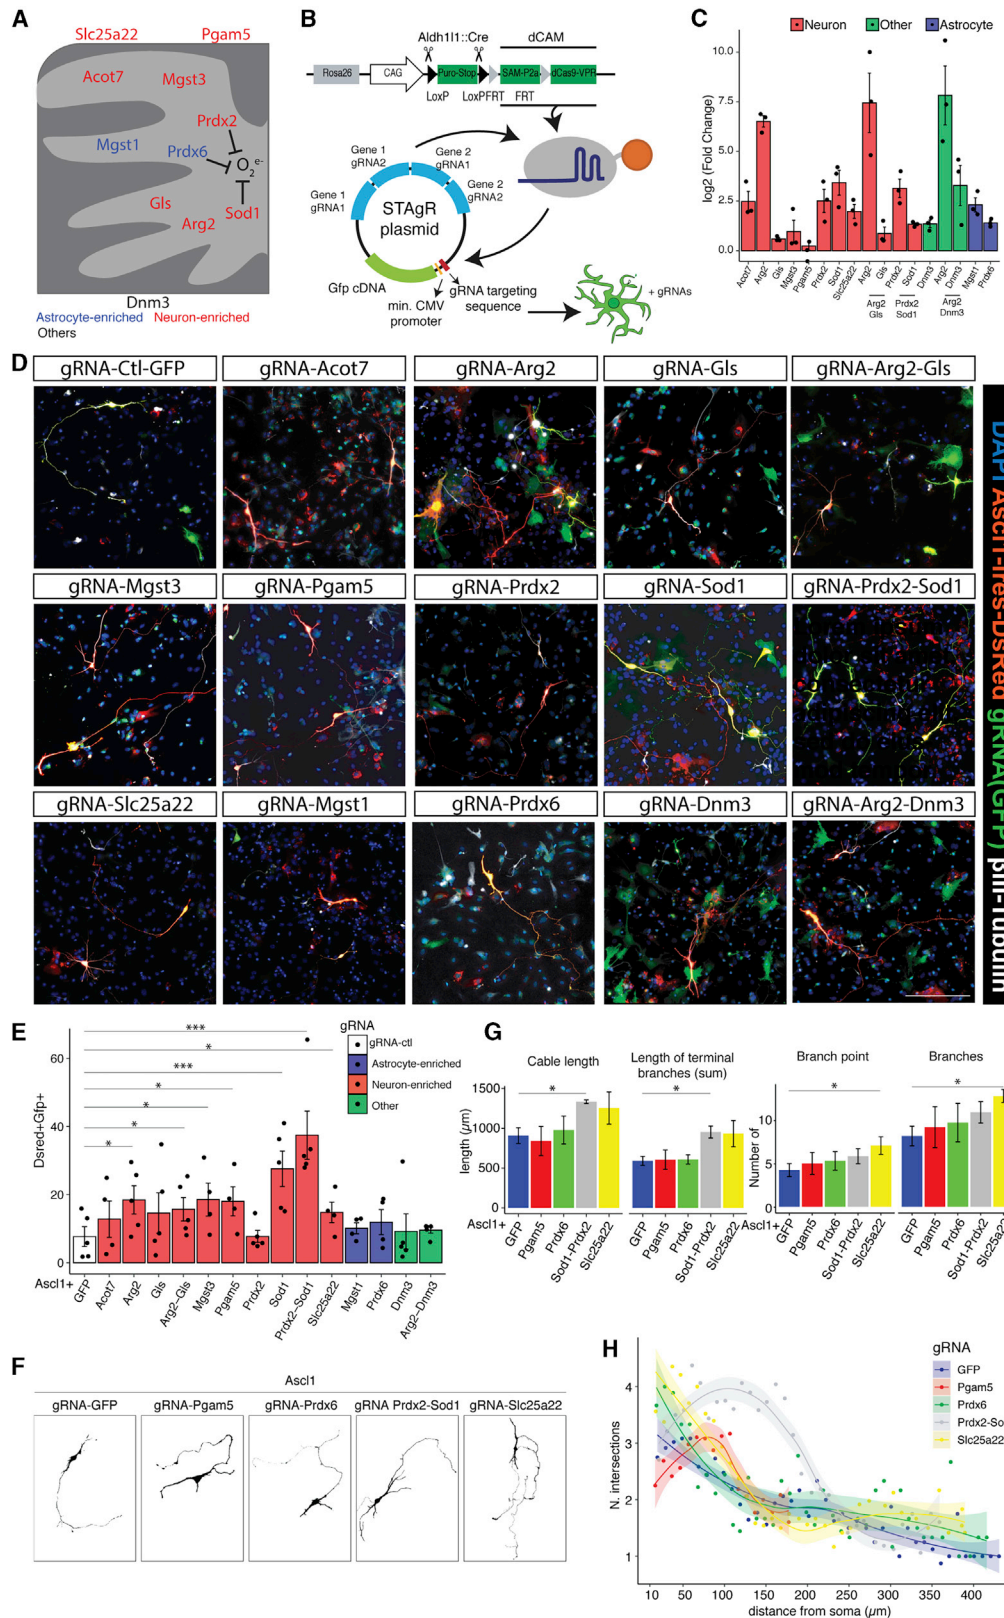 A
Slc25a22
Pgam5
Acot7
Mgst3
Prdx2
Mgst1
Prdx6
O2 e-
Gls
Arg2
Sod1
Dnm3
Astrocyte-enriched Neuron-enriched
Others
B
Aldh1l1::Cre
dCAM
Rosa26
CAG
Puro-Stop
SAM-P2a
dCas9-VPR
LoxP
LoxPFRT
FRT
Gene 1
gRNA2
Gene 2
gRNA1
Gene 1
gRNA1
Gene 2
gRNA2
STAgR
plasmid
Gfp cDNA
min. CMV
promoter
gRNA targeting
sequence
+ gRNAs
C
Neuron
Other
Astrocyte
log2 (Fold Change)
10.0
7.5
5.0
2.5
0.0
Acot7
Arg2
Gls
Mgst3
Pgam5
Prdx2
Sod1
Slc25a22
Arg2
Gls
Prdx2
Sod1
Dnm3
Arg2
Dnm3
Mgst1
Prdx6
Arg2
Gls
Prdx2
Sod1
Arg2
Dnm3
D
gRNA-Ctl-GFP
gRNA-Acot7
gRNA-Arg2
gRNA-Gls
gRNA-Arg2-Gls
gRNA-Mgst3
gRNA-Pgam5
gRNA-Prdx2
gRNA-Sod1
gRNA-Prdx2-Sod1
gRNA-Slc25a22
gRNA-Mgst1
gRNA-Prdx6
gRNA-Dnm3
gRNA-Arg2-Dnm3
DAPI Ascl1-ires-DsRed gRNA(GFP) βIII-Tubulin
E
Dsred+Gfp+
60
40
20
0
***
*
***
*
*
*
*
gRNA
gRNA-ctl
Astrocyte-enriched
Neuron-enriched
Other
Ascl1+
GFP
Acot7
Arg2
Gls
Arg2-Gls
Mgst3
Pgam5
Prdx2
Sod1
Prdx2-Sod1
Slc25a22
Mgst1
Prdx6
Dnm3
Arg2-Dnm3
F
Ascl1
gRNA-GFP
gRNA-Pgam5
gRNA-Prdx6
gRNA Prdx2-Sod1
gRNA-Slc25a22
G
Cable length
Length of terminal
branches (sum)
Branch point
Branches
length (µm)
1500
1000
500
0
*
*
Ascl1+
GFP
Pgam5
Prdx6
Sod1-Prdx2
Slc25a22
GFP
Pgam5
Prdx6
Sod1-Prdx2
Slc25a22
Number of
10
5
0
*
*
Ascl1+
GFP
Pgam5
Prdx6
Sod1-Prdx2
Slc25a22
GFP
Pgam5
Prdx6
Sod1-Prdx2
Slc25a22
H
N. intersections
4
3
2
1
gRNA
GFP
Pgam5
Prdx6
Prdx2-So
Slc25a22
10
50
100
150
200
250
300
350
400
distance from soma (µm)